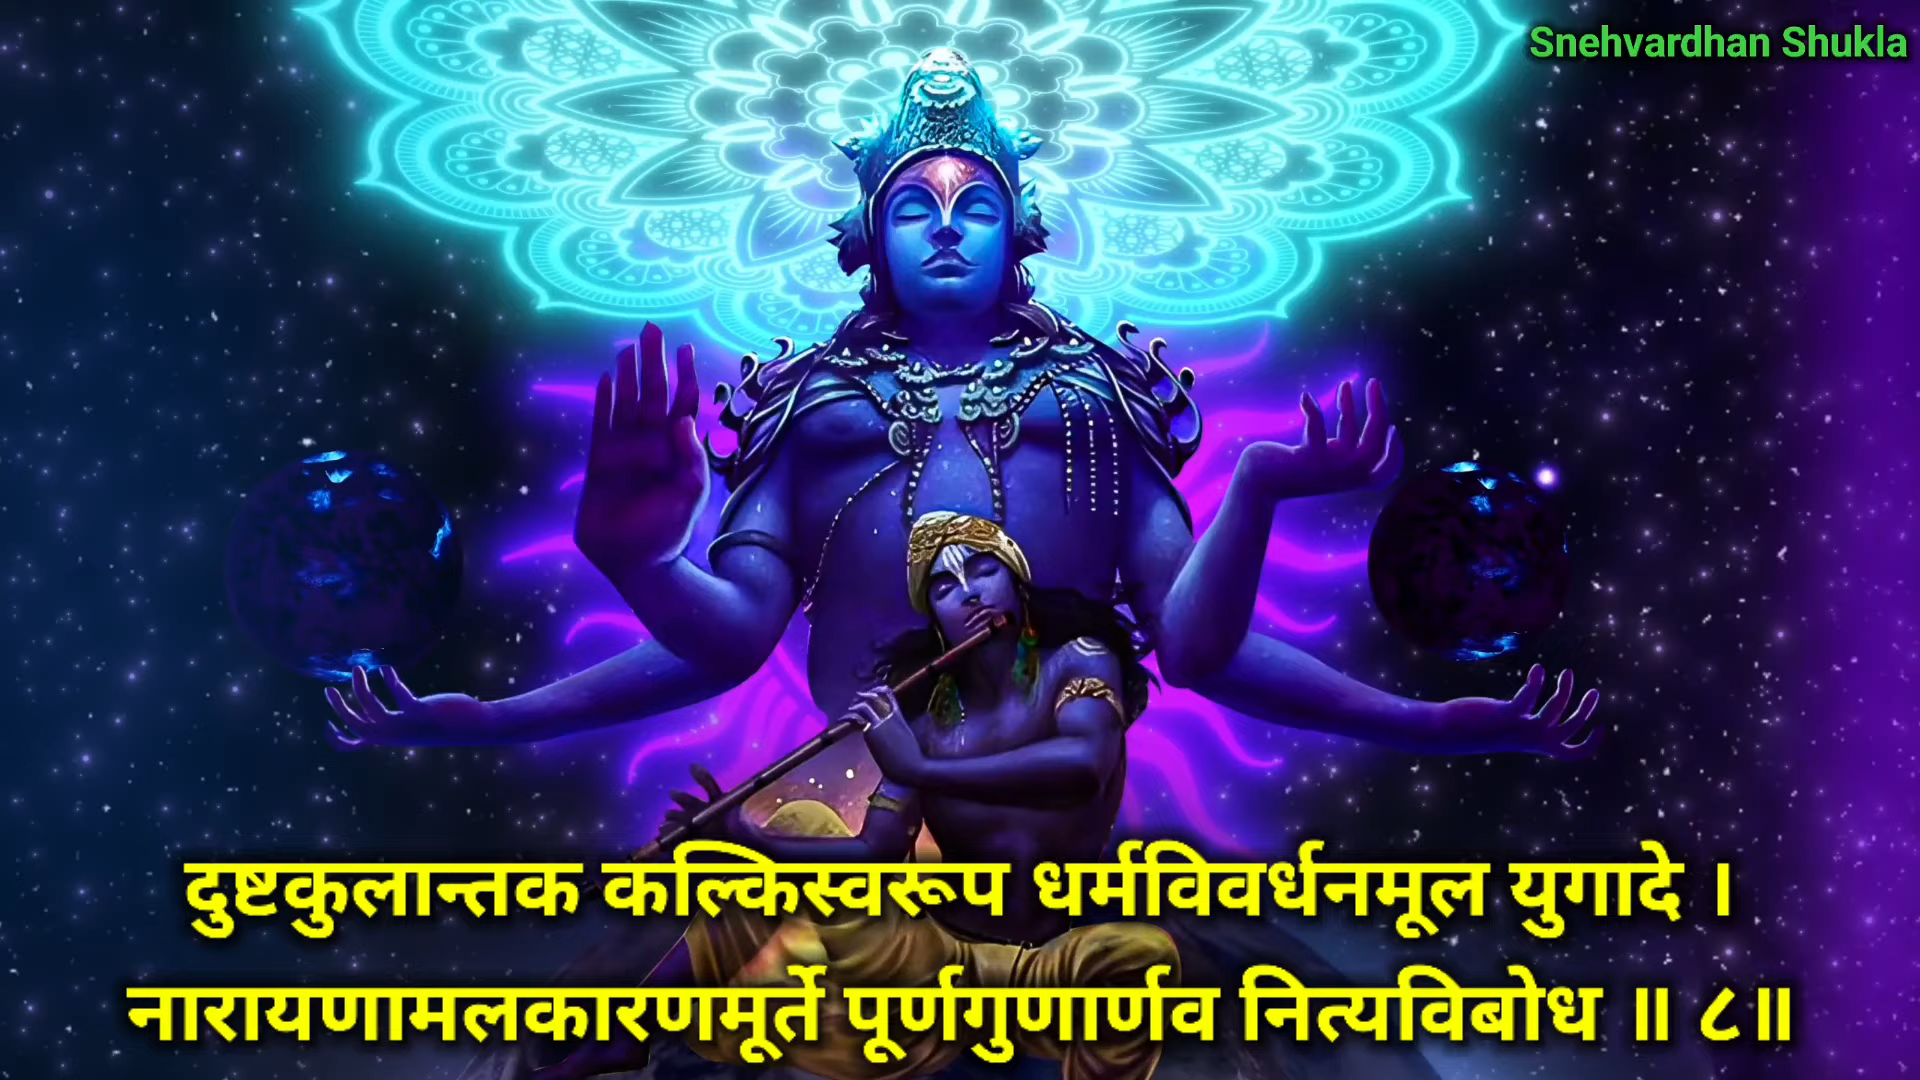 Snehvardhan Shukla
दुष्टकुलान्तक कल्किस्वरूप धर्मविवर्धनमूल युगादे ।
नारायणामलकारणमूर्ते पूर्णगुणार्णव नित्यविबोध ॥ ८॥